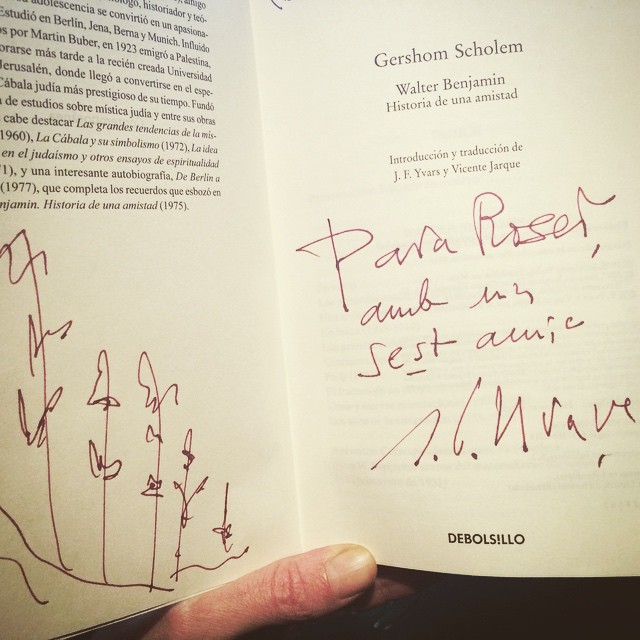 amigo
historiador y teó-
adolescencia se convirtió en un apasiona-
Estudió en Berlín, Jena, Berna y Munich. Influido
os por Martin Buber, en 1923 emigró a Palestina,
orarse más tarde a la recién creada Universidad
Jerusalén, donde llegó a convertirse en el espe-
Cábala judía más prestigioso de su tiempo. Fundó
a de estudios sobre mística judía y entre sus obras
cabe destacar Las grandes tendencias de la mís-
1960), La Cábala y su simbolismo (1972), La idea
en el judaísmo y otros ensayos de espiritualidad
1), y una interesante autobiografía, De Berlín a
(1977), que completa los recuerdos que esbozó en
njamin. Historia de una amistad (1975).
Gershom Scholem
Walter Benjamin
Historia de una amistad
Introducción y traducción de
J. F. Yvars y Vicente Jarque
Para Roser,
amb un
gest amic
DEBOLS!LLO